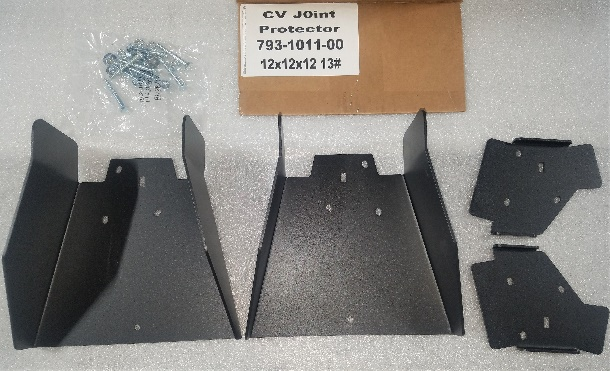 CV J0int
Protector
793-1011-00
12x12x12 13#